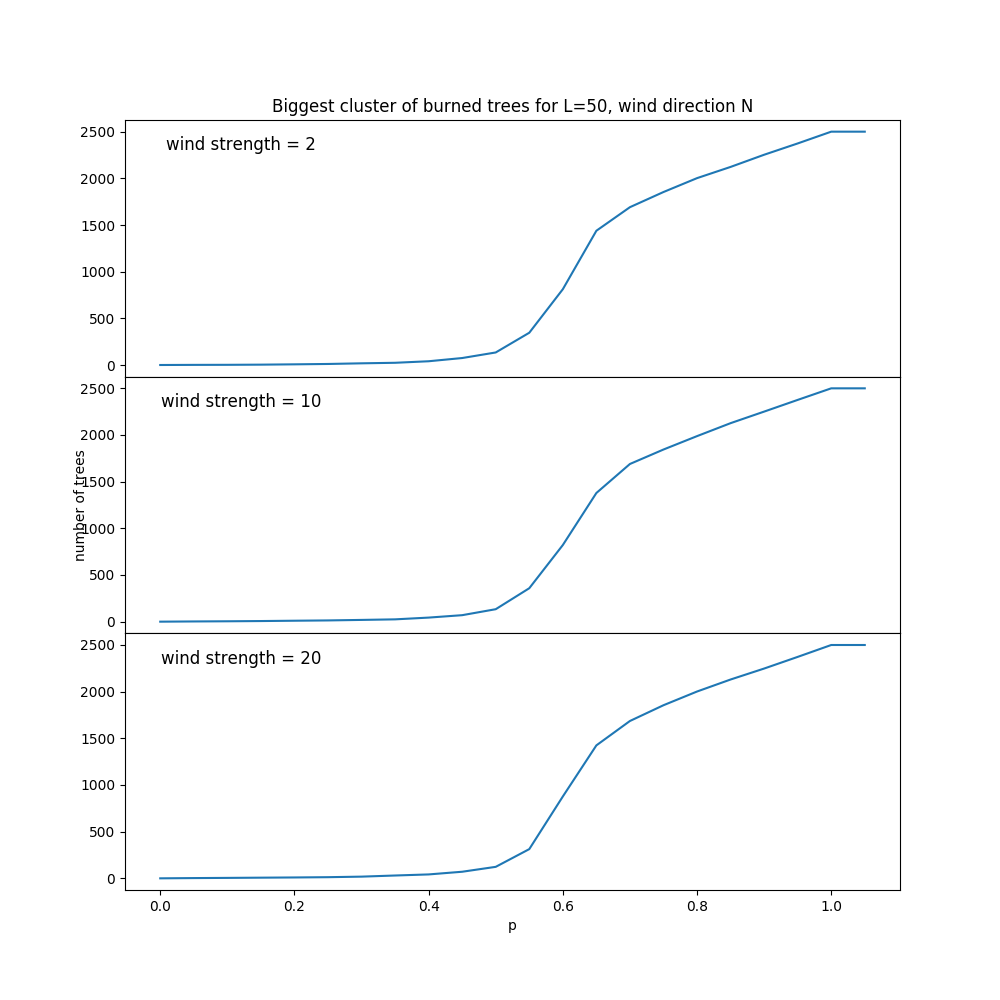 Biggest cluster of burned trees for L=50, wind direction N
2500
2000
1500
1000
500
0
wind strength = 2
2500
2000
1500
1000
500
0
wind strength = 10
number of trees
2500
2000
1500
1000
500
0
wind strength = 20
0.0 0.2 0.4 0.6 0.8 1.0
p